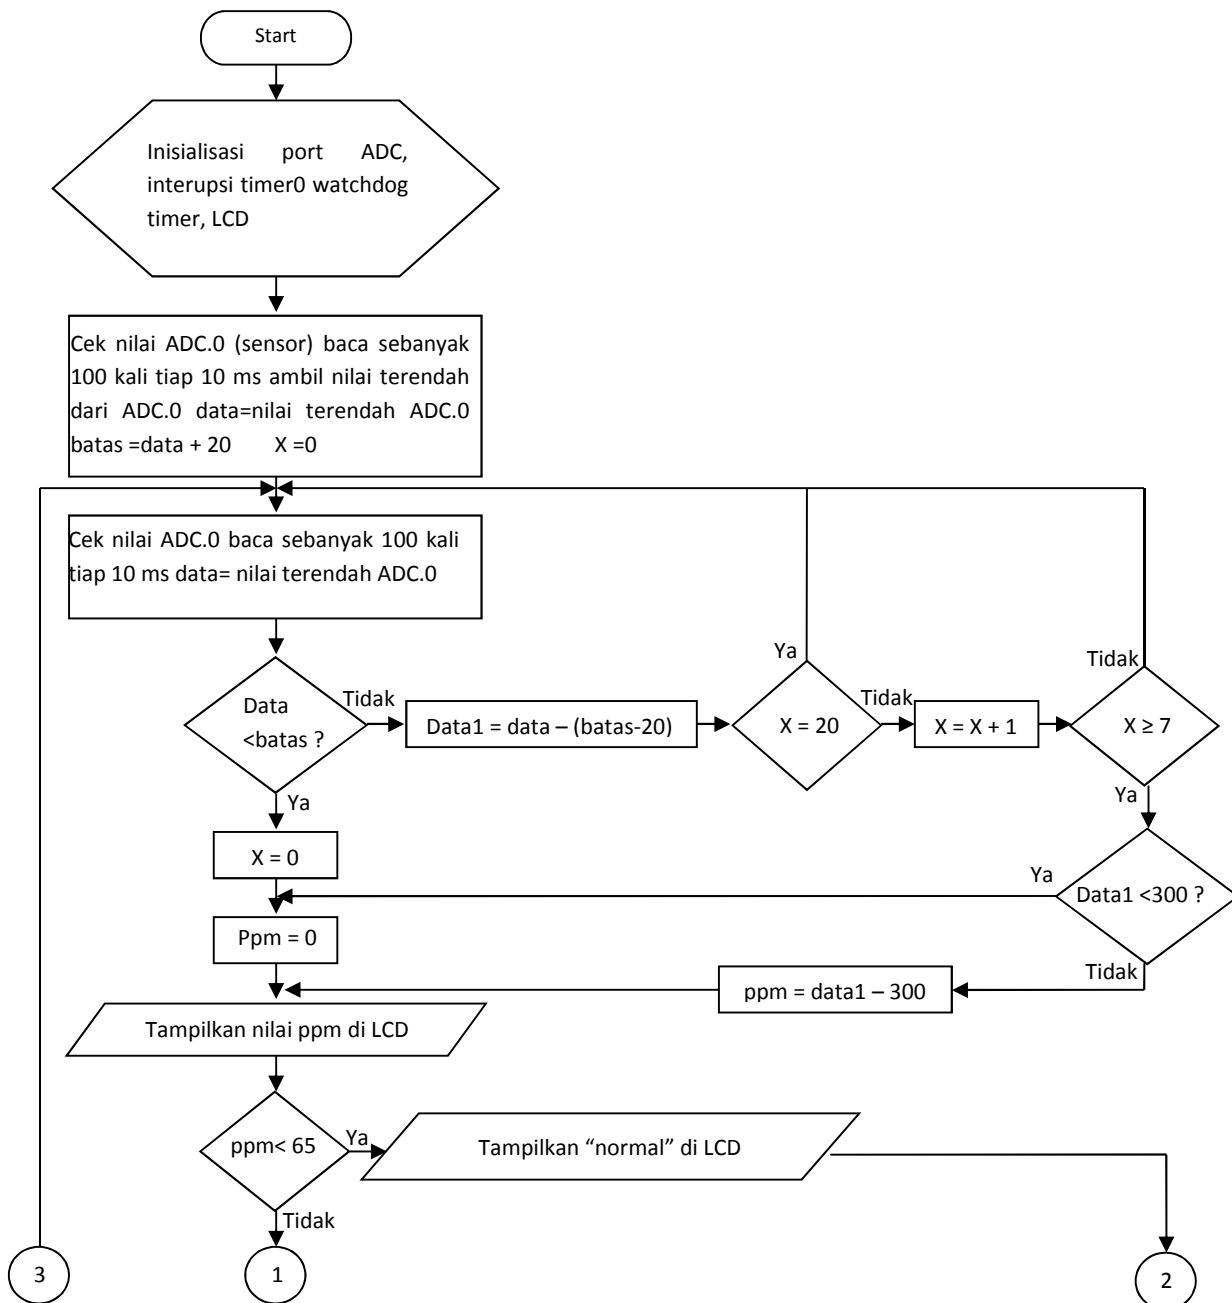 Start
Inisialisasi port ADC,
interupsi timer0 watchdog
timer, LCD
Cek nilai ADC.0 (sensor) baca sebanyak
100 kali tiap 10 ms ambil nilai terendah
dari ADC.0 data=nilai terendah ADC.0
batas =data + 20 X =0
Cek nilai ADC.0 baca sebanyak 100 kali
tiap 10 ms data= nilai terendah ADC.0
Data
<batas ?
Tidak
Data1 = data – (batas-20)
Ya
X = 20
Tidak
X = X + 1
Tidak
X ≥ 7
Ya
Ya
X = 0
Ya
Data1 <300 ?
Ppm = 0
Tidak
ppm = data1 – 300
Tampilkan nilai ppm di LCD
ppm< 65
Ya
Tampilkan “normal” di LCD
Tidak
3
1
2